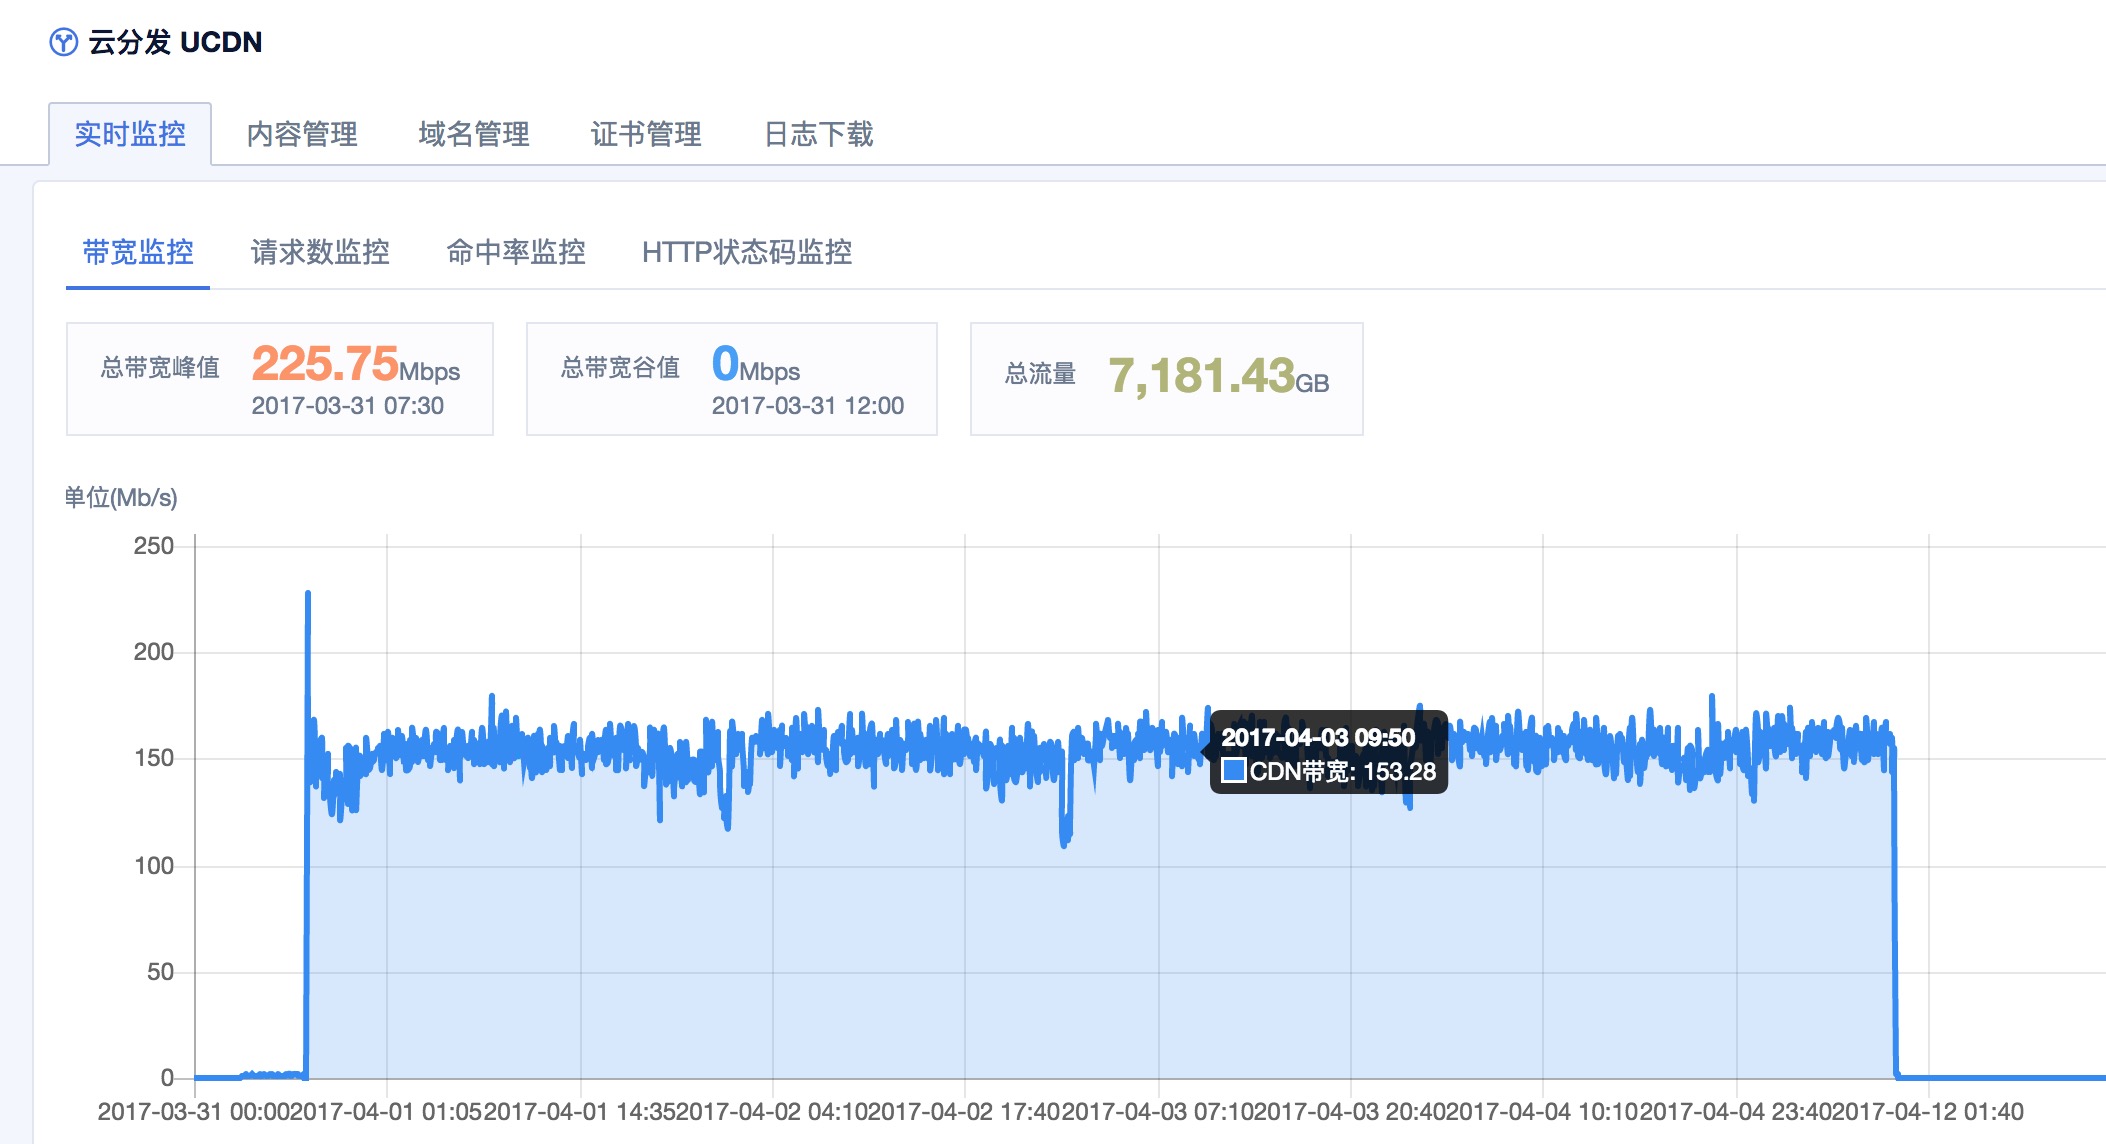 云分发 UCDN
实时监控 内容管理 域名管理 证书管理 日志下载
带宽监控 请求数监控 命中率监控 HTTP状态码监控
总带宽峰值 225.75Mbps
2017-03-31 07:30
总带宽谷值 0Mbps
2017-03-31 12:00
总流量 7,181.43GB
单位(Mb/s)
250
200
150
100
50
0
2017-04-03 09:50
CDN带宽: 153.28
2017-03-31 00:00 2017-04-01 01:05 2017-04-01 14:35 2017-04-02 04:10 2017-04-02 17:40 2017-04-03 07:10 2017-04-03 20:40 2017-04-04 10:10 2017-04-04 23:40 2017-04-12 01:40